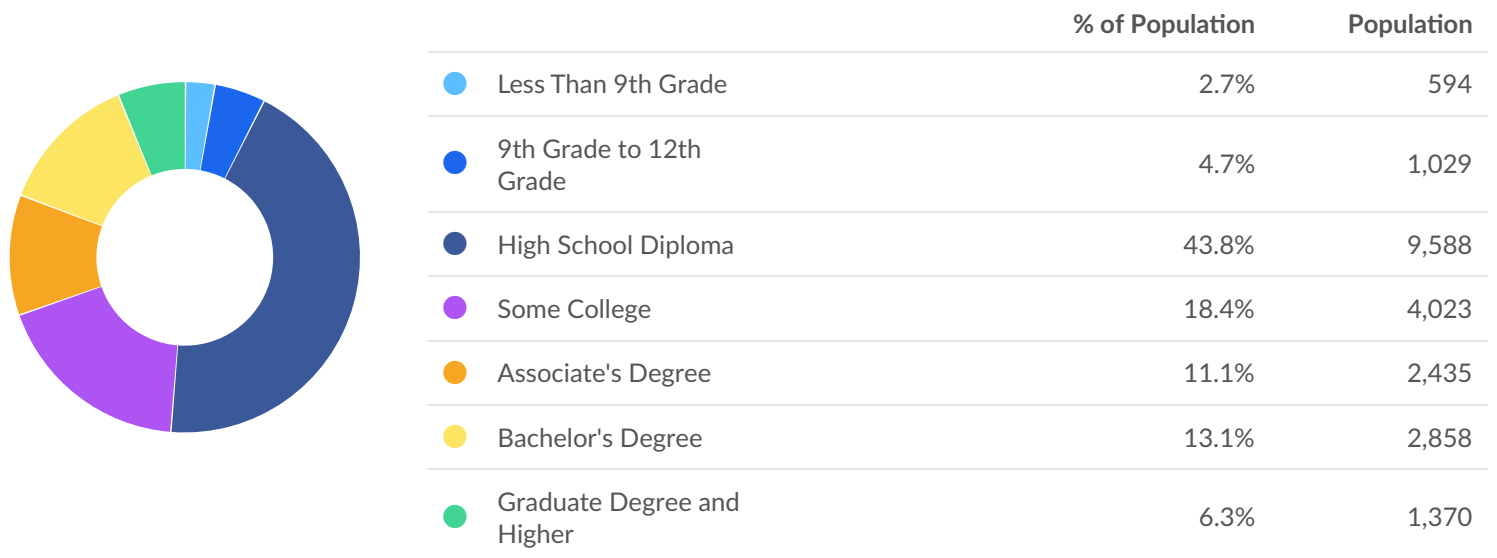 % of Population Population
Less Than 9th Grade 2.7% 594
9th Grade to 12th
Grade 4.7% 1,029
High School Diploma 43.8% 9,588
Some College 18.4% 4,023
Associate's Degree 11.1% 2,435
Bachelor's Degree 13.1% 2,858
Graduate Degree and
Higher 6.3% 1,370